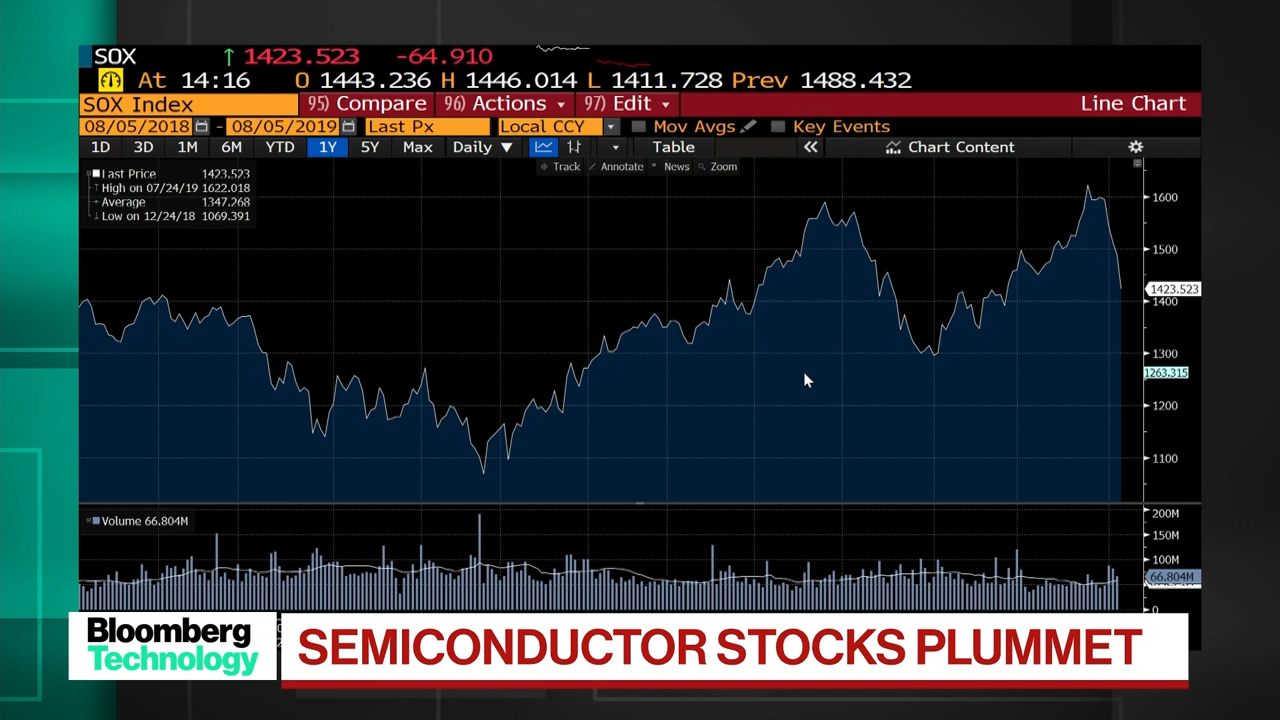 SOX ↑ 1423.523 -64.910
At 14:16 O 1443.236 H 1446.014 L 1411.728 Prev 1488.432
SOX Index 95) Compare 96) Actions 97) Edit Line Chart
08/05/2018 - 08/05/2019 Last Px Local CCY Mov Avgs Key Events
1D 3D 1M 6M YTD 1Y 5Y Max Daily ▼ Table « Chart Content
Track Annotate News Zoom
Last Price 1423.523
High on 07/24/19 1622.018
Average 1347.268
Low on 12/24/18 1069.391
1600
1500
1423.523
1400
1300
1263.315
1200
1100
Volume 66.804M
200M
150M
100M
66.804M
0
Bloomberg
Technology
SEMICONDUCTOR STOCKS PLUMMET